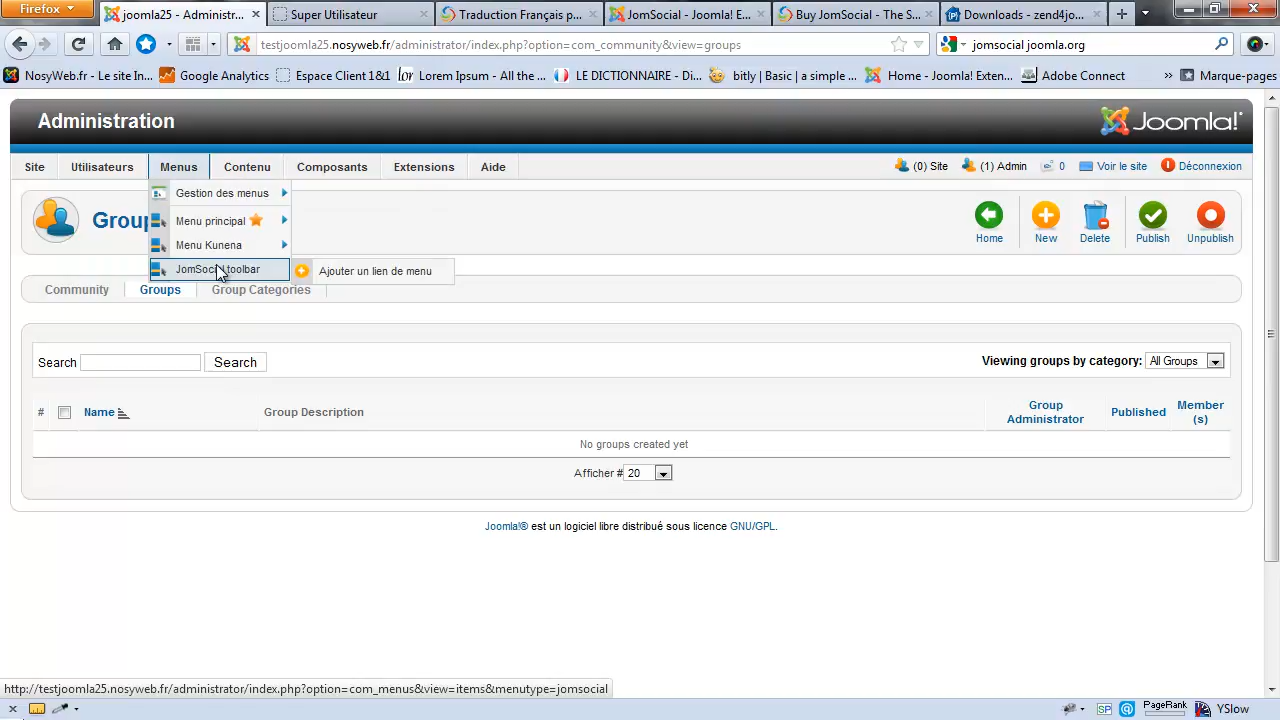 Firefox
joomla25 - Administr... × Super Utilisateur × Traduction Français p... × JomSocial - Joomla! E... × Buy JomSocial - The S... × Downloads - zend4jo... ×
testjoomla25.nosyweb.fr/administrator/index.php?option=com_community&view=groups
jomsocial joomla.org
NosyWeb.fr - Le site In... Google Analytics Espace Client 1&1 Lorem Ipsum - All the ... LE DICTIONNAIRE - Di... bitly | Basic | a simple ... Home - Joomla! Exten... Adobe Connect » Marque-pages
Administration
Joomla!
Site Utilisateurs Menus Contenu Composants Extensions Aide
(0) Site (1) Admin 0 Voir le site Déconnexion
Gestion des menus
Menu principal
Menu Kunena
JomSocial toolbar
Ajouter un lien de menu
Group
Home New Delete Publish Unpublish
Community Groups Group Categories
Search Search
Viewing groups by category: All Groups
# Name Group Description Group Administrator Published Member (s)
No groups created yet
Afficher # 20
Joomla!® est un logiciel libre distribué sous licence GNU/GPL.
http://testjoomla25.nosyweb.fr/administrator/index.php?option=com_menus&view=items&menutype=jomsocial
SP PageRank YSlow